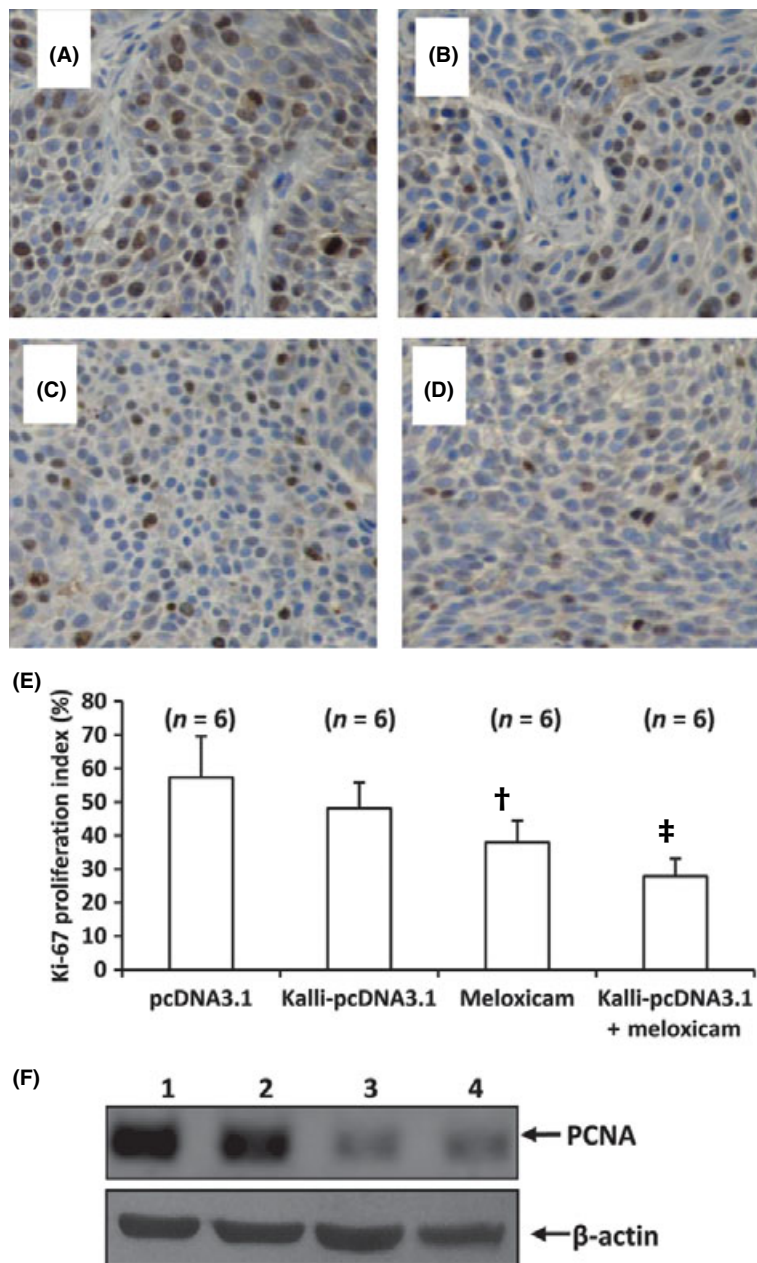 (A)
(B)
(C)
(D)
(E)
Ki-67 proliferation index (%)
80
70
60
50
40
30
20
10
0
(n = 6)
(n = 6)
(n = 6)
(n = 6)
†
‡
pcDNA3.1
Kalli-pcDNA3.1
Meloxicam
Kalli-pcDNA3.1
+ meloxicam
(F)
1
2
3
4
PCNA
β-actin